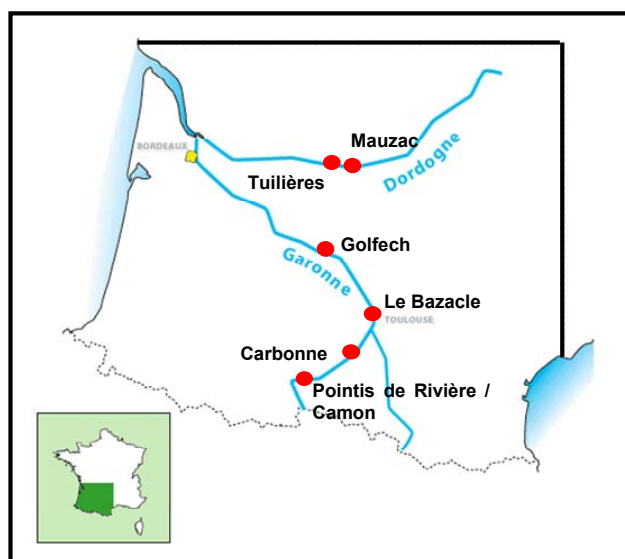 Mauzac
BORDEAUX
Tuilières
Dordogne
Golfech
Garonne
Le Bazacle
TOULOUSE
Carbonne
Pointis de Rivière /
Camon